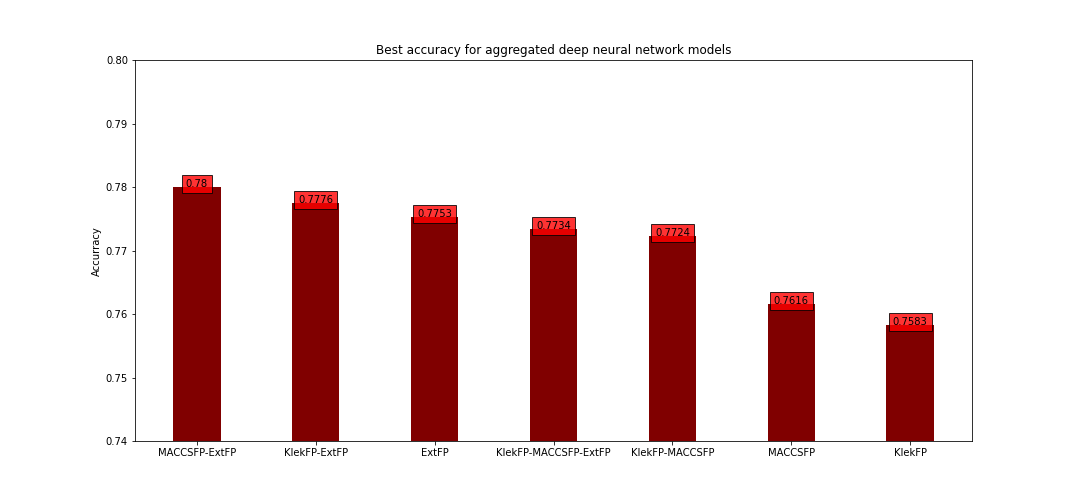 Best accuracy for aggregated deep neural network models
0.80
0.79
0.78
0.77
0.76
0.75
0.74
Accurracy
0.78
0.7776
0.7753
0.7734
0.7724
0.7616
0.7583
MACCSFP-ExtFP
KlekFP-ExtFP
ExtFP
KlekFP-MACCSFP-ExtFP
KlekFP-MACCSFP
MACCSFP
KlekFP